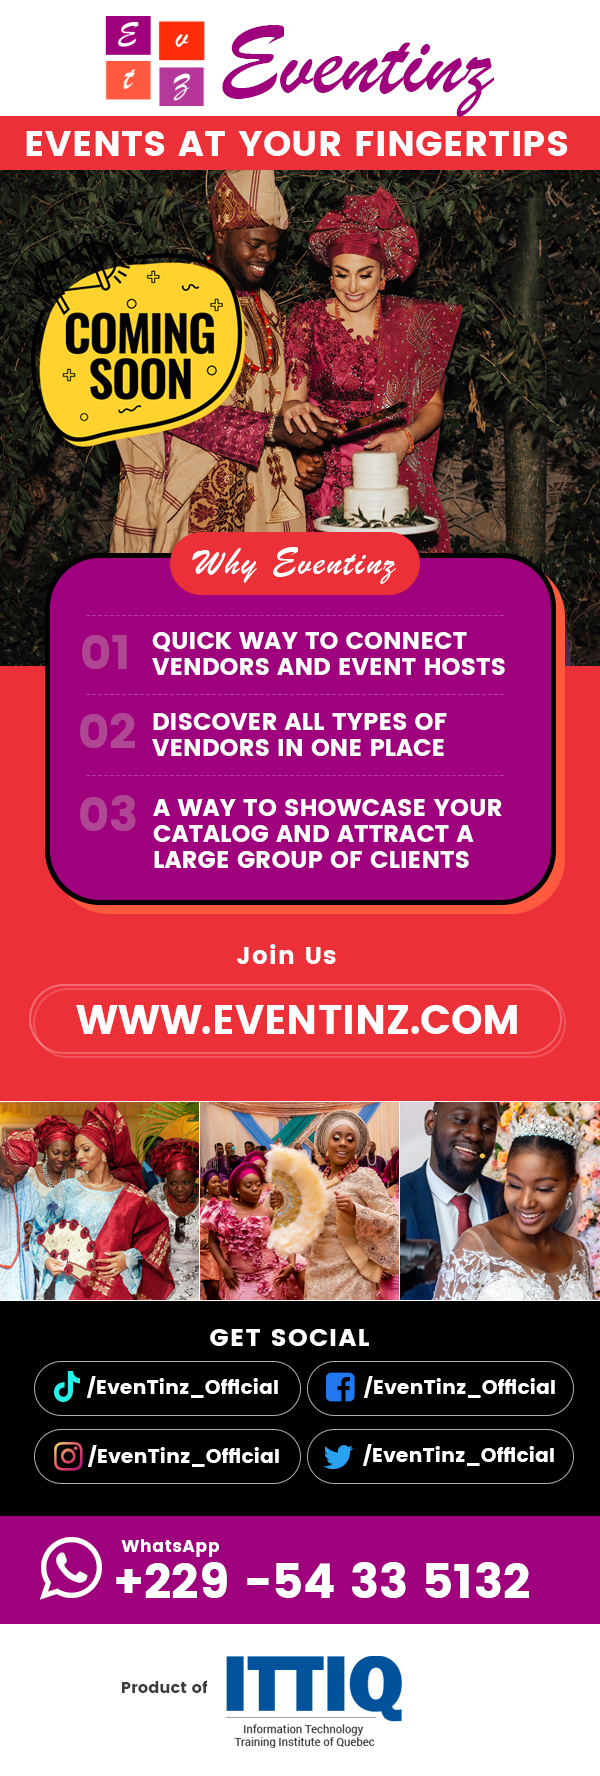 E v
t z
Eventinz
EVENTS AT YOUR FINGERTIPS
COMING
SOON
Why Eventinz
01 QUICK WAY TO CONNECT
VENDORS AND EVENT HOSTS
02 DISCOVER ALL TYPES OF
VENDORS IN ONE PLACE
03 A WAY TO SHOWCASE YOUR
CATALOG AND ATTRACT A
LARGE GROUP OF CLIENTS
Join Us
WWW.EVENTINZ.COM
GET SOCIAL
/EvenTinz_Official /EvenTinz_Official
/EvenTinz_Official /EvenTinz_Official
WhatsApp
+229 -54 33 5132
Product of ITTIQ
Information Technology
Training Institute of Quebec